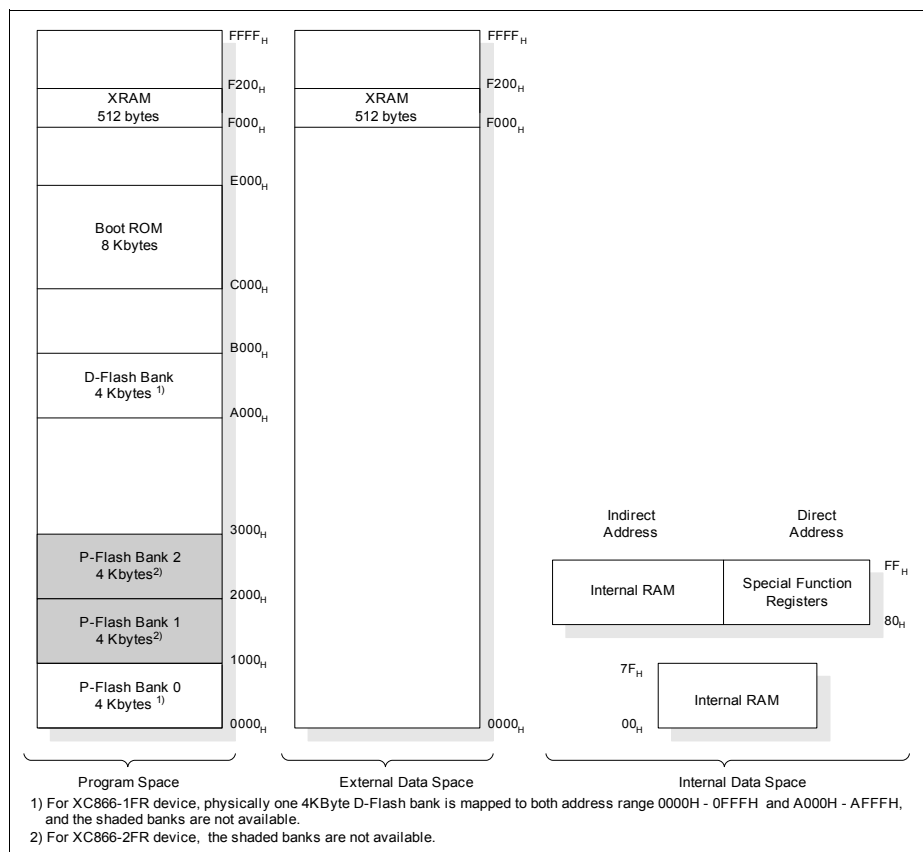 FFFFH
F200H
XRAM
512 bytes
F000H
E000H
Boot ROM
8 Kbytes
C000H
B000H
D-Flash Bank
4 Kbytes 1)
A000H
3000H
P-Flash Bank 2
4 Kbytes2)
2000H
P-Flash Bank 1
4 Kbytes2)
1000H
P-Flash Bank 0
4 Kbytes 1)
0000H
Program Space
FFFFH
F200H
XRAM
512 bytes
F000H
0000H
External Data Space
Indirect
Address
Direct
Address
Internal RAM
Special Function
Registers
FFH
80H
7FH
Internal RAM
00H
Internal Data Space
1) For XC866-1FR device, physically one 4KByte D-Flash bank is mapped to both address range 0000H - 0FFFH and A000H - AFFFH,
and the shaded banks are not available.
2) For XC866-2FR device, the shaded banks are not available.